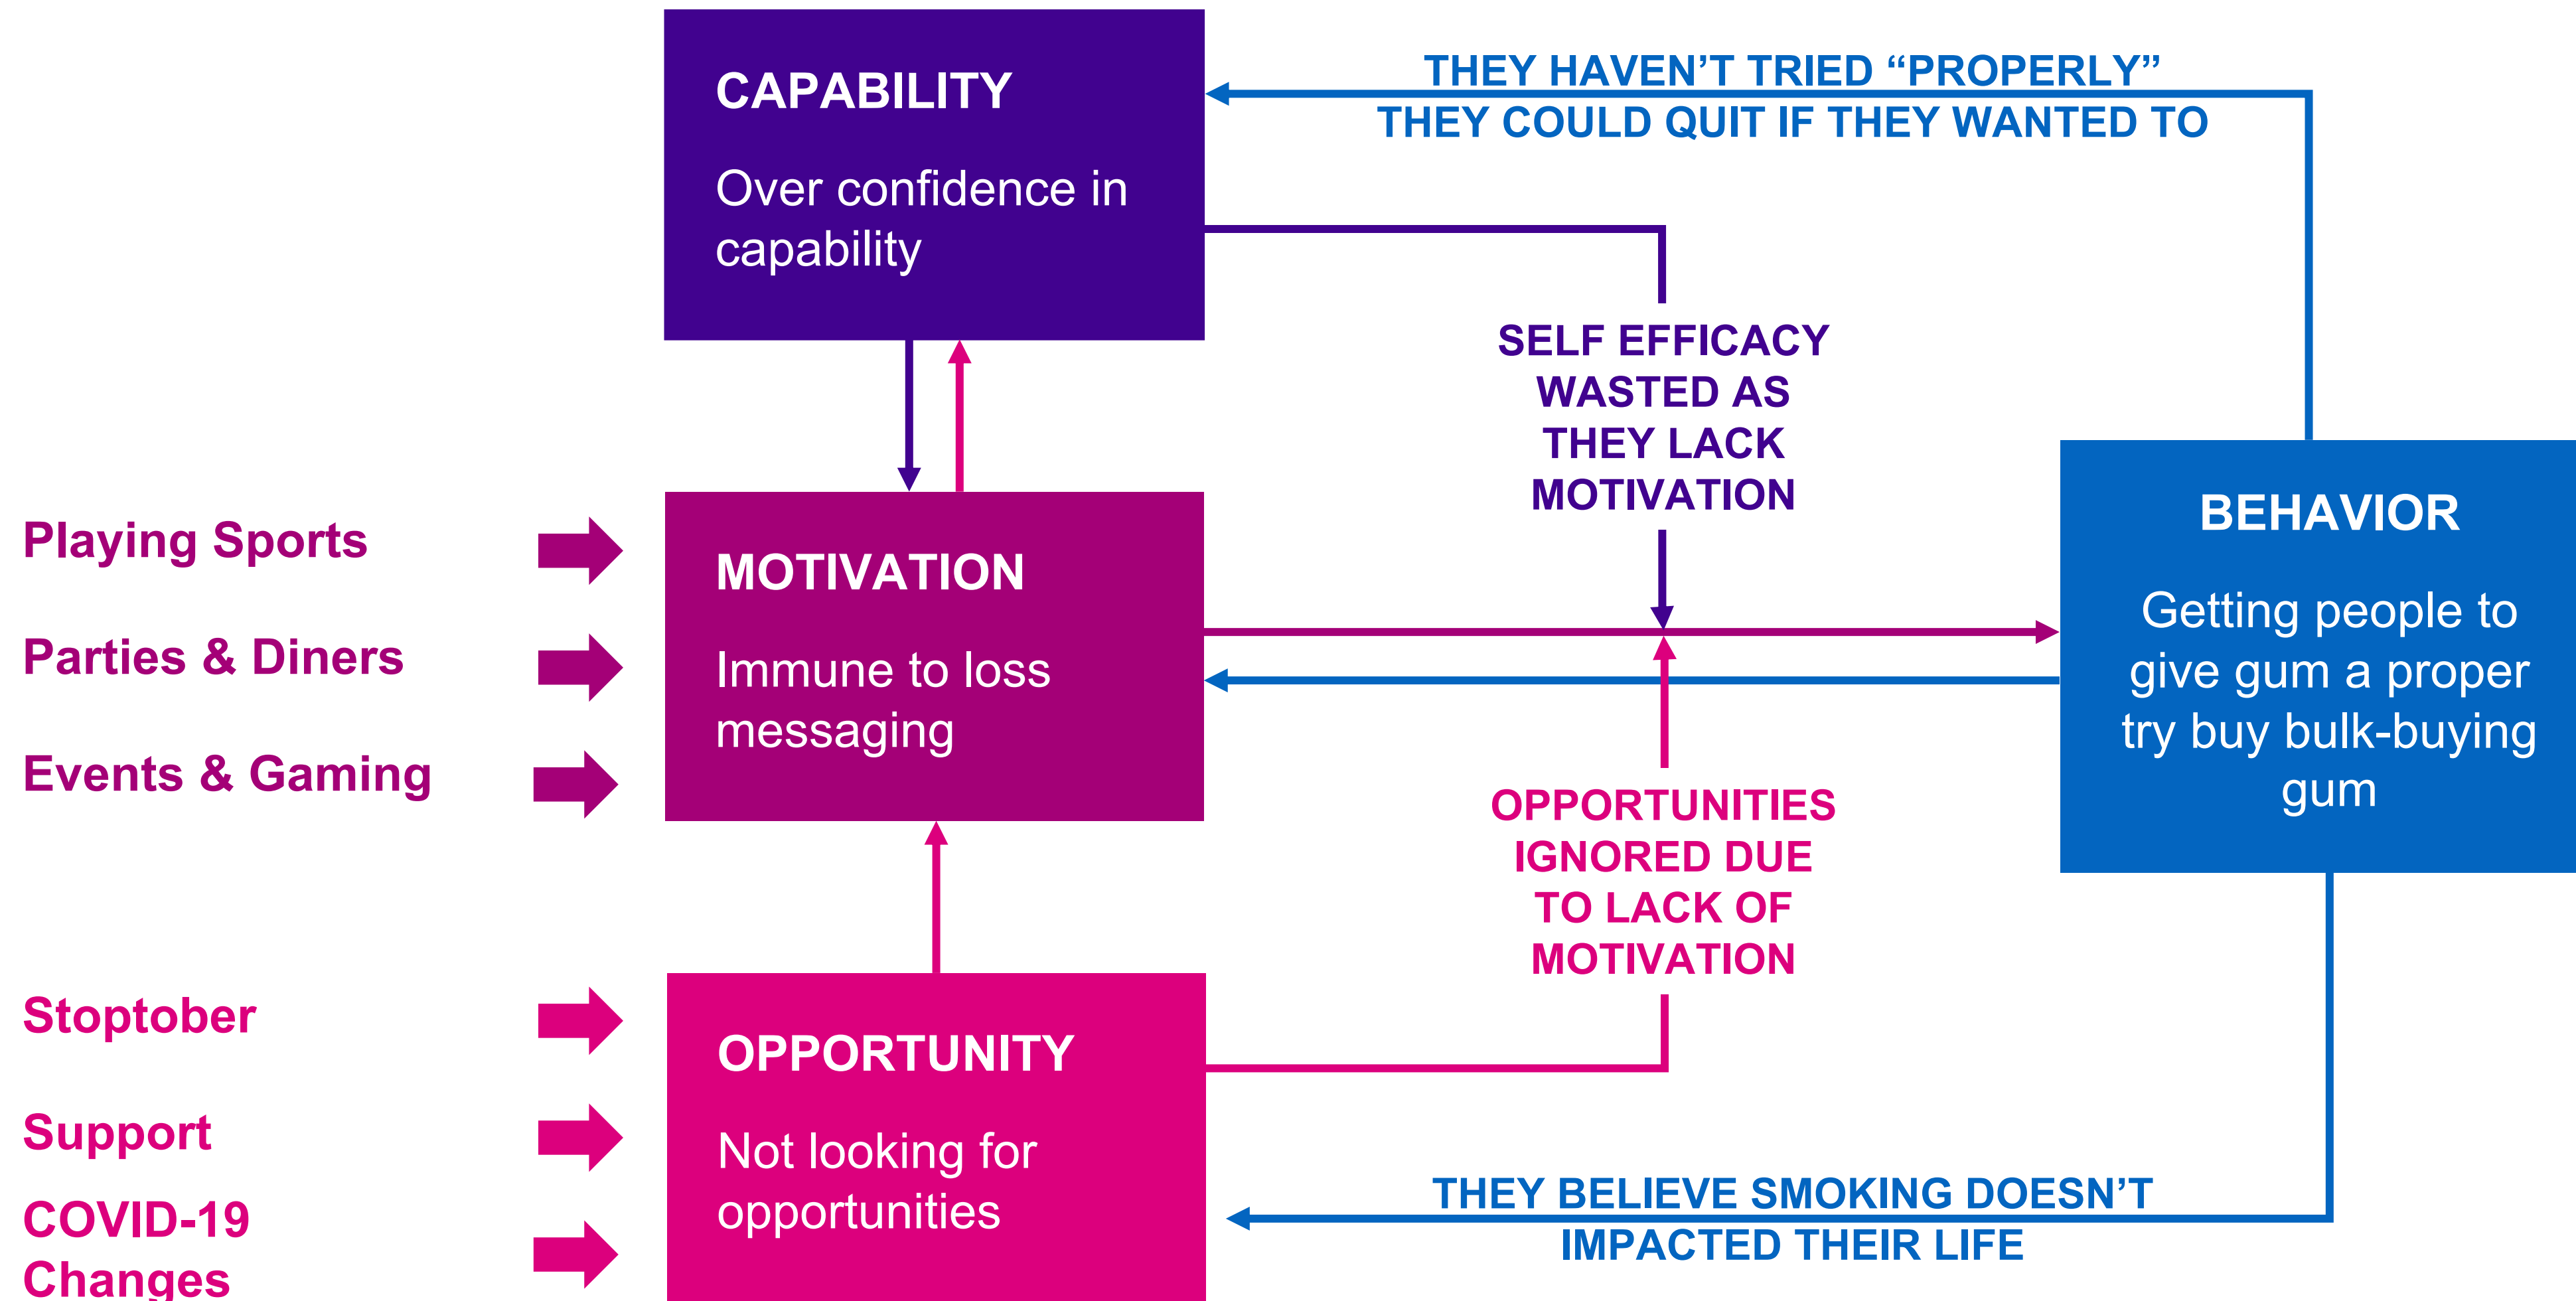 CAPABILITY
Over confidence in
capability
THEY HAVEN’T TRIED “PROPERLY”
THEY COULD QUIT IF THEY WANTED TO
SELF EFFICACY
WASTED AS
THEY LACK
MOTIVATION
Playing Sports
Parties & Diners
Events & Gaming
MOTIVATION
Immune to loss
messaging
BEHAVIOR
Getting people to
give gum a proper
try buy bulk-buying
gum
OPPORTUNITIES
IGNORED DUE
TO LACK OF
MOTIVATION
Stoptober
Support
COVID-19
Changes
OPPORTUNITY
Not looking for
opportunities
THEY BELIEVE SMOKING DOESN’T
IMPACTED THEIR LIFE